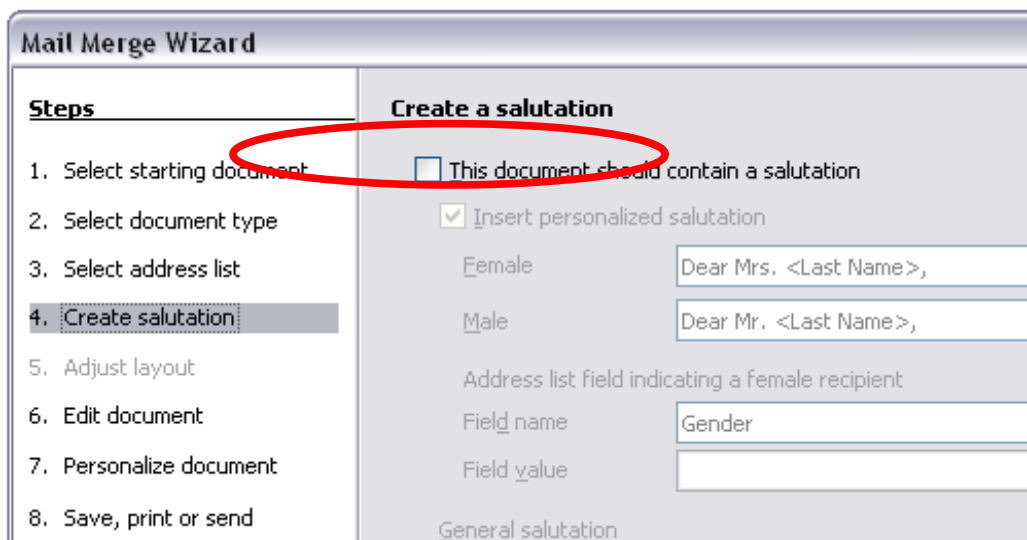 Mail Merge Wizard
Steps
1. Select starting document
2. Select document type
3. Select address list
4. Create salutation
5. Adjust layout
6. Edit document
7. Personalize document
8. Save, print or send
Create a salutation
This document should contain a salutation
Insert personalized salutation
Female Dear Mrs. <Last Name>,
Male Dear Mr. <Last Name>,
Address list field indicating a female recipient
Field name Gender
Field value
General salutation